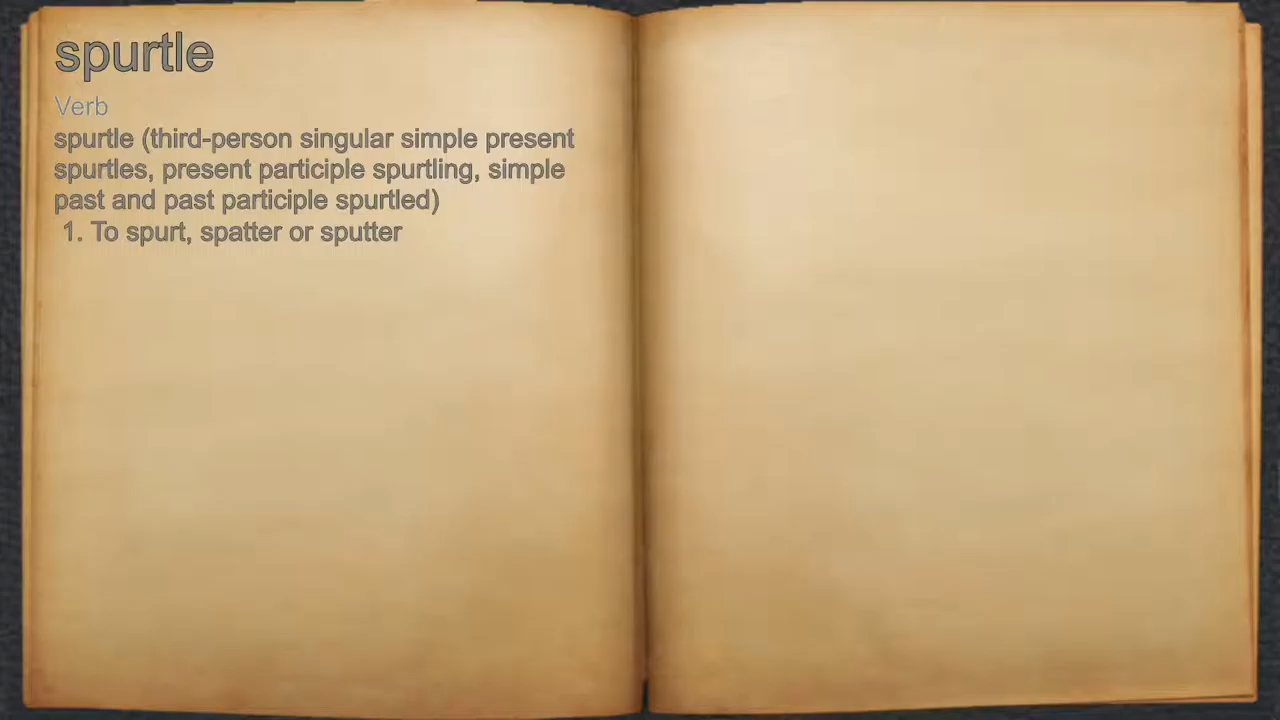 spurtle
Verb
spurtle (third-person singular simple present
spurtles, present participle spurtling, simple
past and past participle spurtled)
1. To spurt, spatter or sputter